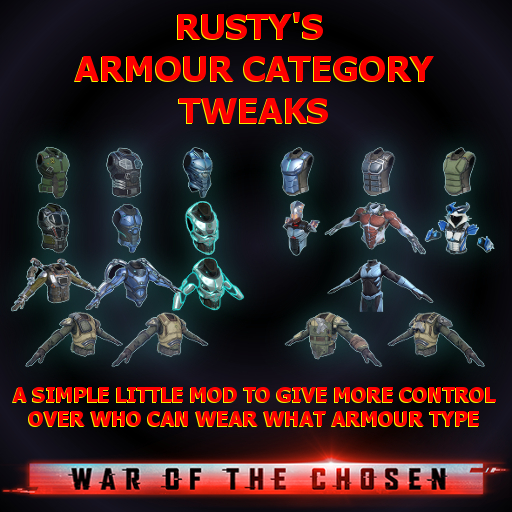 RUSTY'S
ARMOUR CATEGORY
TWEAKS
A SIMPLE LITTLE MOD TO GIVE MORE CONTROL
OVER WHO CAN WEAR WHAT ARMOUR TYPE
WAR OF THE CHOSEN